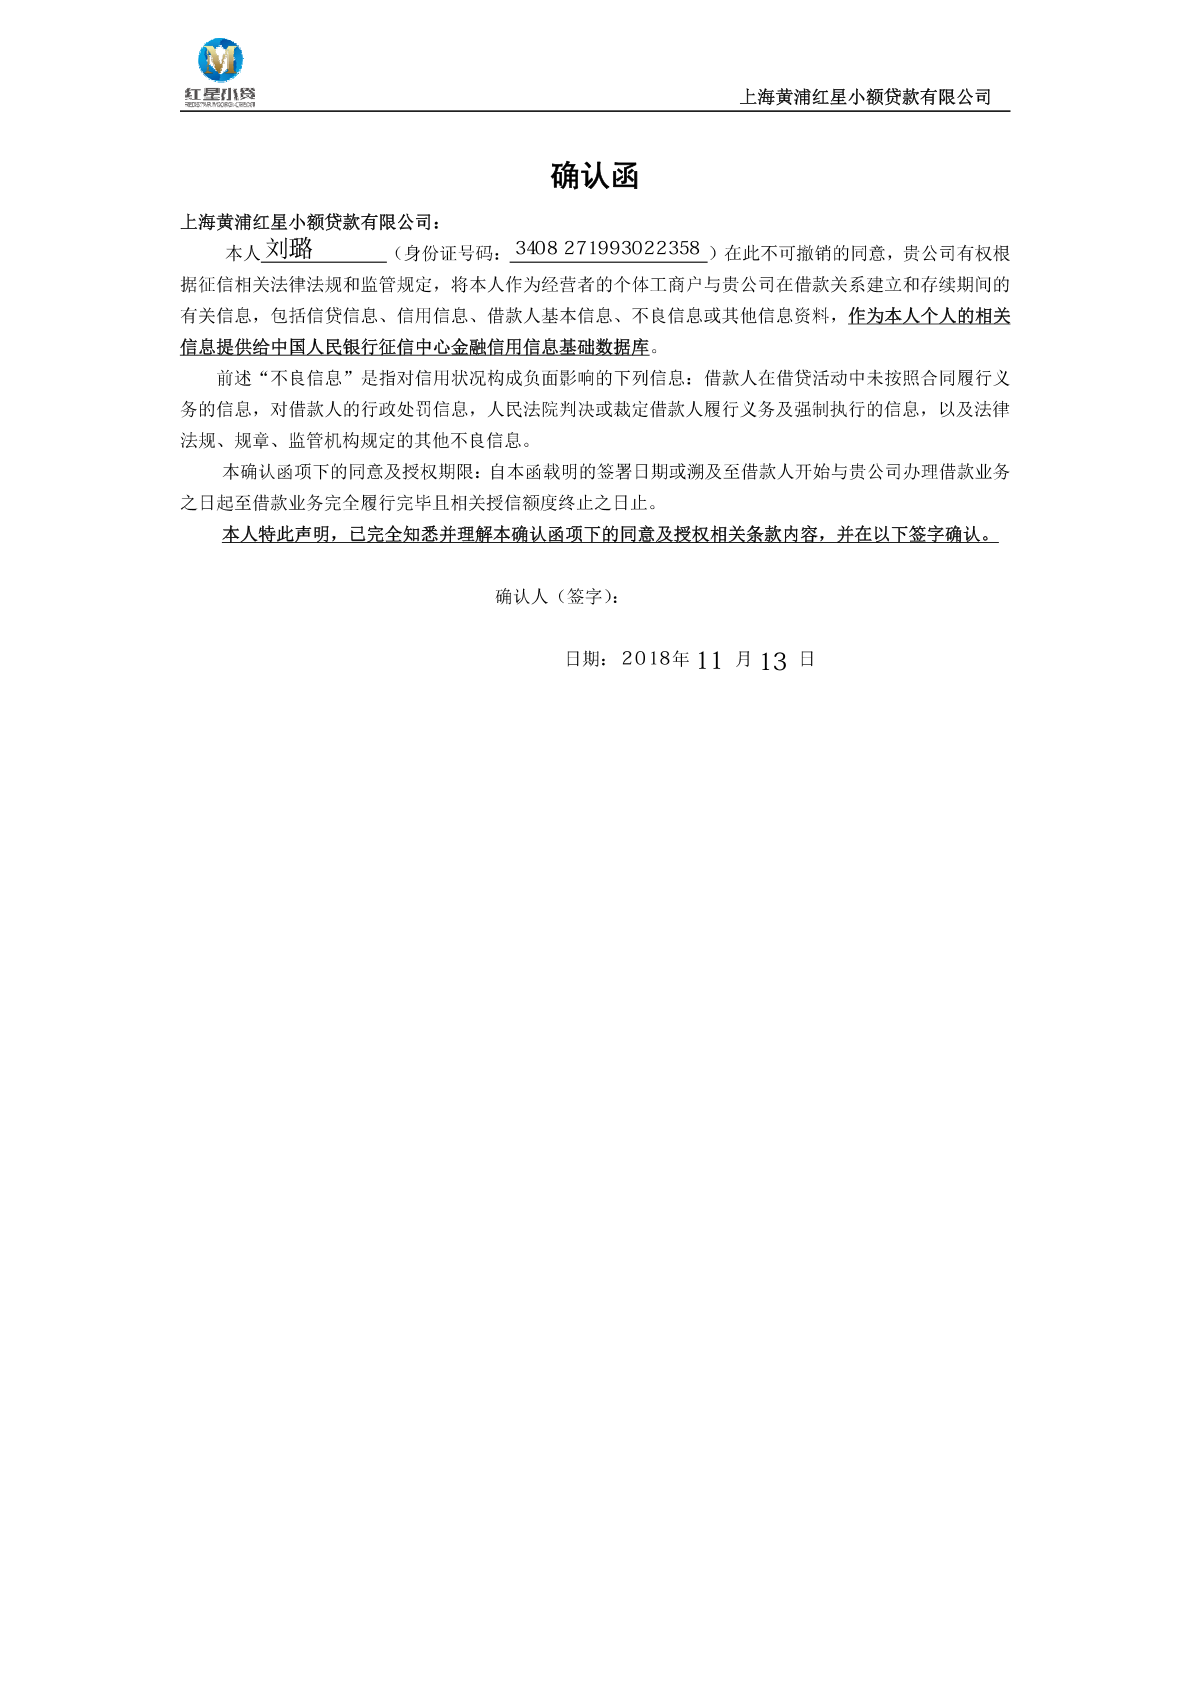 红星小贷
上海黄浦红星小额贷款有限公司
确认函
上海黄浦红星小额贷款有限公司：
本人刘璐（身份证号码：3408 271993022358）在此不可撤销的同意，贵公司有权根
据征信相关法律法规和监管规定，将本人作为经营者的个体工商户与贵公司在借款关系建立和存续期间的
有关信息，包括信贷信息、信用信息、借款人基本信息、不良信息或其他信息资料，作为本人个人的相关
信息提供给中国人民银行征信中心金融信用信息基础数据库。
前述“不良信息”是指对信用状况构成负面影响的下列信息：借款人在借贷活动中未按照合同履行义
务的信息，对借款人的行政处罚信息，人民法院判决或裁定借款人履行义务及强制执行的信息，以及法律
法规、规章、监管机构规定的其他不良信息。
本确认函项下的同意及授权期限：自本函载明的签署日期或溯及至借款人开始与贵公司办理借款业务
之日起至借款业务完全履行完毕且相关授信额度终止之日止。
本人特此声明，已完全知悉并理解本确认函项下的同意及授权相关条款内容，并在以下签字确认。
确认人（签字）：
日期：2018年 11 月 13 日